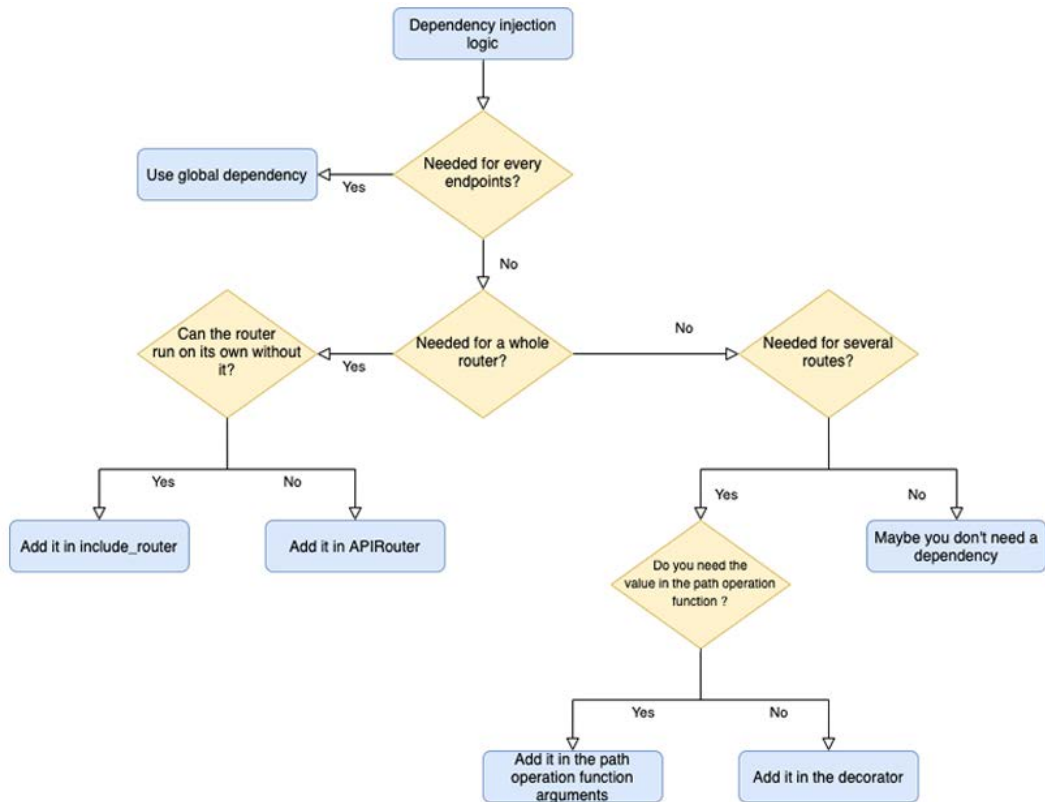 Dependency injection
logic
Needed for every
endpoints?
Use global dependency
Yes
No
Can the router
run on its own without
it?
Yes
Needed for a whole
router?
No
Needed for several
routes?
Yes
No
Yes
No
Add it in include_router
Add it in APIRouter
Do you need the
value in the path operation
function ?
Maybe you don't need a
dependency
Yes
No
Add it in the path
operation function
arguments
Add it in the decorator